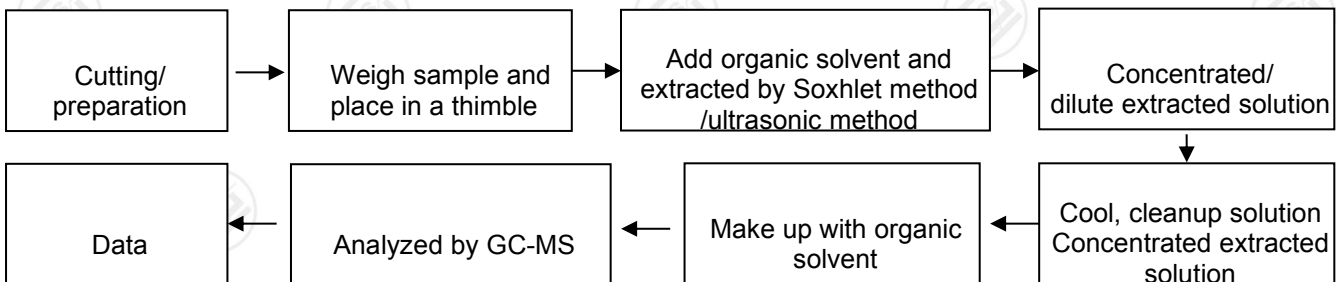 Cutting/
preparation
Weigh sample and
place in a thimble
Add organic solvent and
extracted by Soxhlet method
/ultrasonic method
Concentrated/
dilute extracted solution
Cool, cleanup solution
Concentrated extracted
solution
Make up with organic
solvent
Analyzed by GC-MS
Data